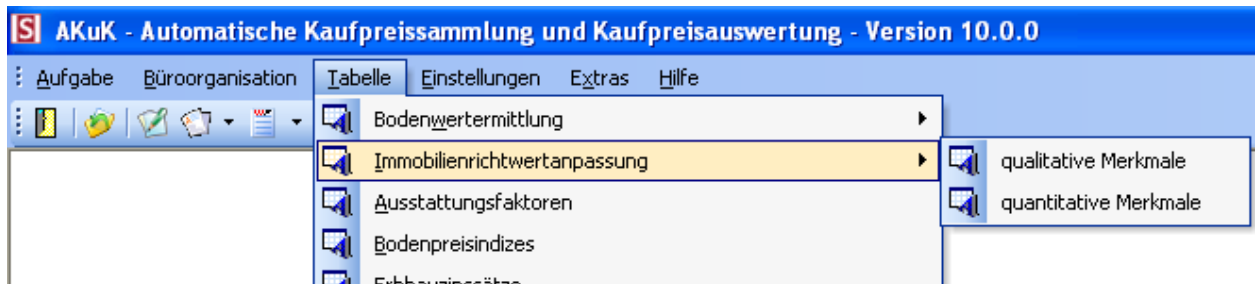 AKuK - Automatische Kaufpreissammlung und Kaufpreisauswertung - Version 10.0.0
Aufgabe Büroorganisation Tabelle Einstellungen Extras Hilfe
Bodenwertermittlung
Immobilienrichtwertanpassung
qualitative Merkmale
quantitative Merkmale
Ausstattungsfaktoren
Bodenpreisindizes
Erbbauzinssätze